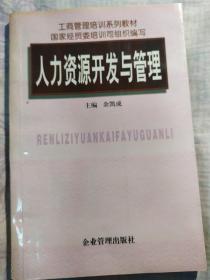 工商管理培训系列教材
国家经贸委培训司组织编写
人力资源开发与管理
主编 余凯成
RENLIZIYUANKAIFAYUGUANLI
企业管理出版社